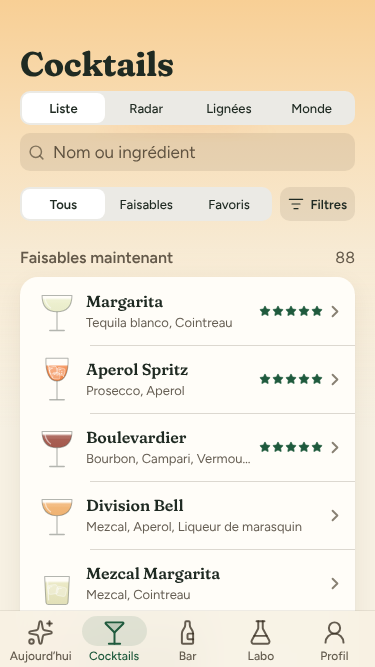 Cocktails
Liste Radar Lignées Monde
Nom ou ingrédient
Tous Faisables Favoris Filtres
Faisables maintenant 88
Margarita
Tequila blanco, Cointreau
Aperol Spritz
Prosecco, Aperol
Boulevardier
Bourbon, Campari, Vermou...
Division Bell
Mezcal, Aperol, Liqueur de marasquin
Mezcal Margarita
Mezcal, Cointreau
Aujourd'hui Cocktails Bar Labo Profil